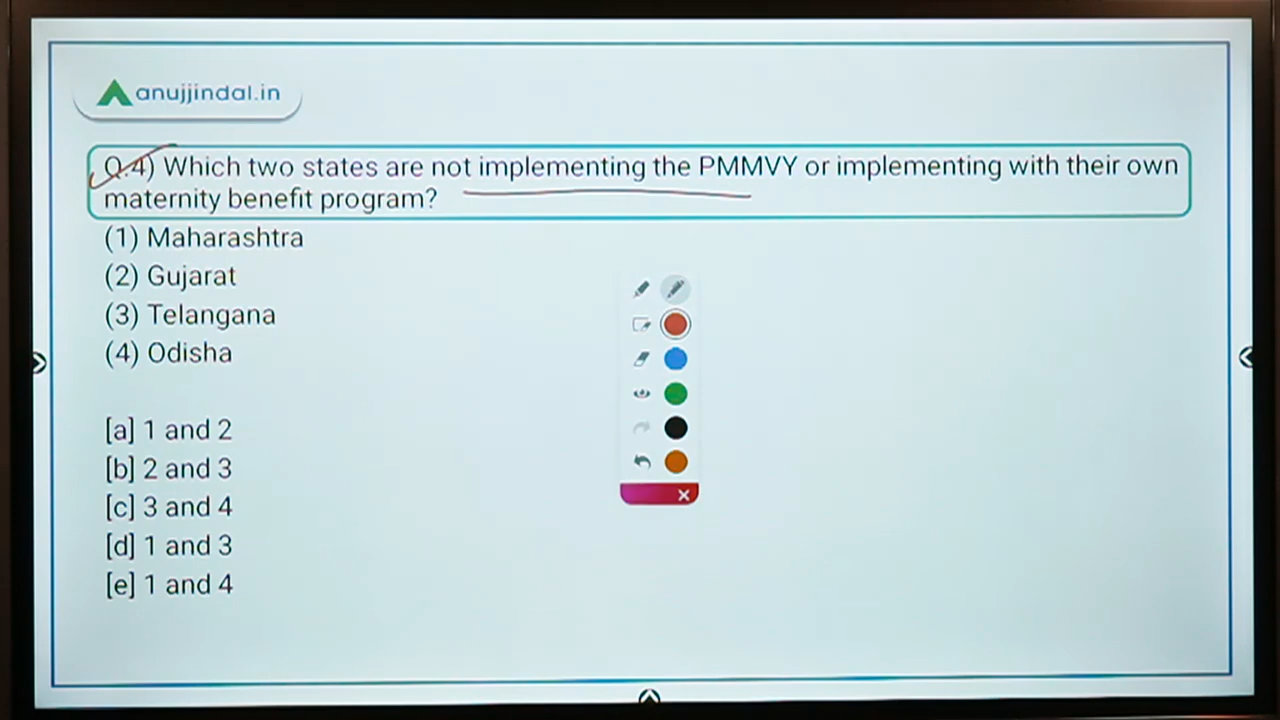 anujjindal.in
Q.4) Which two states are not implementing the PMMVY or implementing with their own
maternity benefit program?
(1) Maharashtra
(2) Gujarat
(3) Telangana
(4) Odisha
[a] 1 and 2
[b] 2 and 3
[c] 3 and 4
[d] 1 and 3
[e] 1 and 4